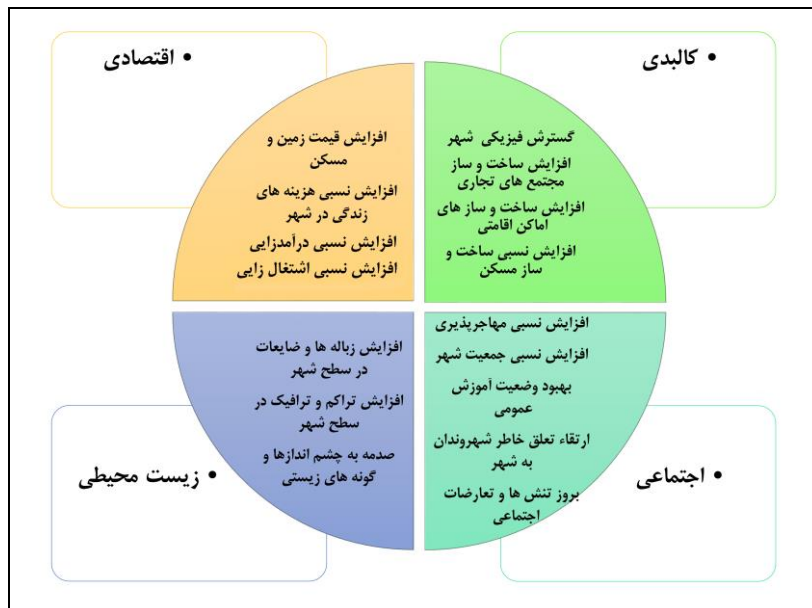 • کالبدی
گسترش فیزیکی شهر
افزایش ساخت و ساز
مجتمع های تجاری
افزایش ساخت و ساز های
اماکن اقامتی
افزایش نسبی ساخت و
ساز مسکن
• اقتصادی
افزایش قیمت زمین و
مسکن
افزایش نسبی هزینه های
زندگی در شهر
افزایش نسبی درآمدزایی
افزایش نسبی اشتغال زایی
• اجتماعی
افزایش نسبی مهاجرپذیری
افزایش نسبی جمعیت شهر
بهبود وضعیت آموزش
عمومی
ارتقاء تعلق خاطر شهروندان
به شهر
بروز تنش ها و تعارضات
اجتماعی
• زیست محیطی
افزایش زباله ها و ضایعات
در سطح شهر
افزایش تراکم و ترافیک در
سطح شهر
صدمه به چشم اندازها و
گونه های زیستی